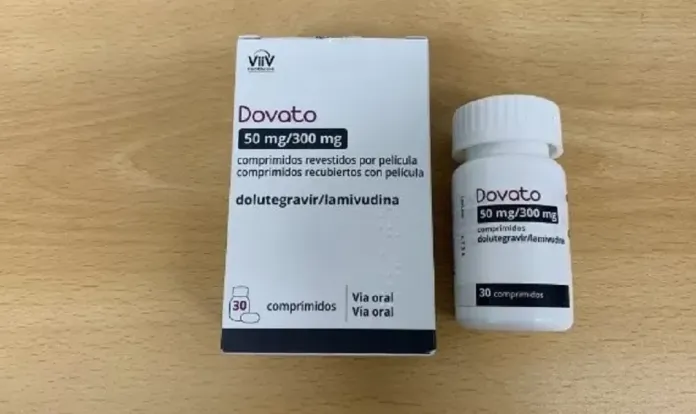 ViiV
Dovato
50 mg/300 mg
comprimidos revestidos por película
comprimidos recubiertos con película
dolutegravir/lamivudina
30
comprimidos
Via oral
Via oral
Dovato
50 mg/300 mg
comprimidos
dolutegravir/lamivudina
30 comprimidos